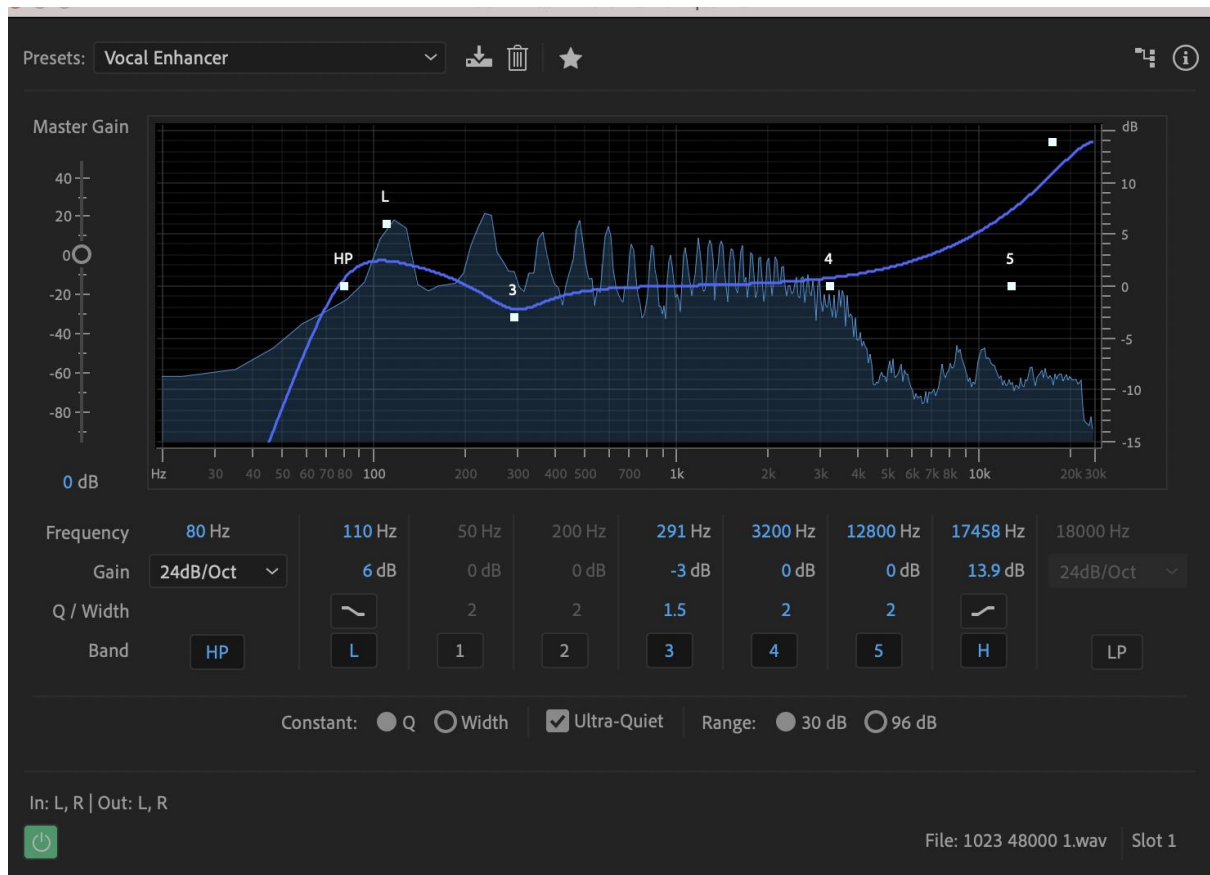 Presets: Vocal Enhancer
Master Gain
40
20
0
-20
-40
-60
-80
0 dB
dB
10
5
0
-5
-10
-15
L
HP
3
4
5
Hz 30 40 50 60 70 80 100 200 300 400 500 700 1k 2k 3k 4k 5k 6k 7k 8k 10k 20k 30k
Frequency 80 Hz 110 Hz 50 Hz 200 Hz 291 Hz 3200 Hz 12800 Hz 17458 Hz 18000 Hz
Gain 24dB/Oct 6 dB 0 dB 0 dB -3 dB 0 dB 0 dB 13.9 dB 24dB/Oct
Q / Width 2 2 1.5 2 2
Band HP L 1 2 3 4 5 H LP
Constant: Q Width Ultra-Quiet Range: 30 dB 96 dB
In: L, R | Out: L, R
File: 1023 48000 1.wav Slot 1